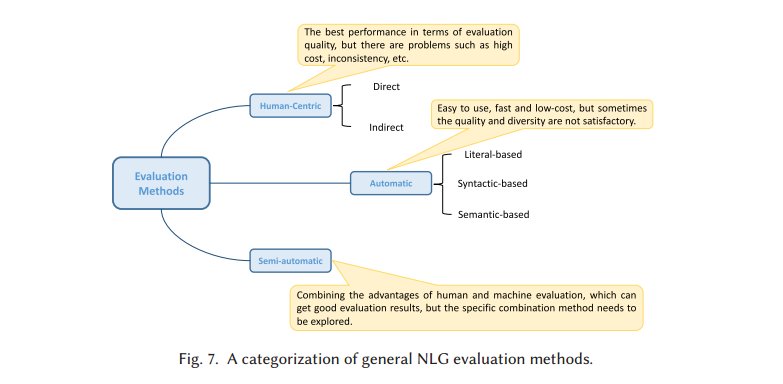 The best performance in terms of evaluation
quality, but there are problems such as high
cost, inconsistency, etc.
Human-Centric
Direct
Indirect
Easy to use, fast and low-cost, but sometimes
the quality and diversity are not satisfactory.
Evaluation
Methods
Automatic
Literal-based
Syntactic-based
Semantic-based
Semi-automatic
Combining the advantages of human and machine evaluation, which can
get good evaluation results, but the specific combination method needs to
be explored.
Fig. 7. A categorization of general NLG evaluation methods.